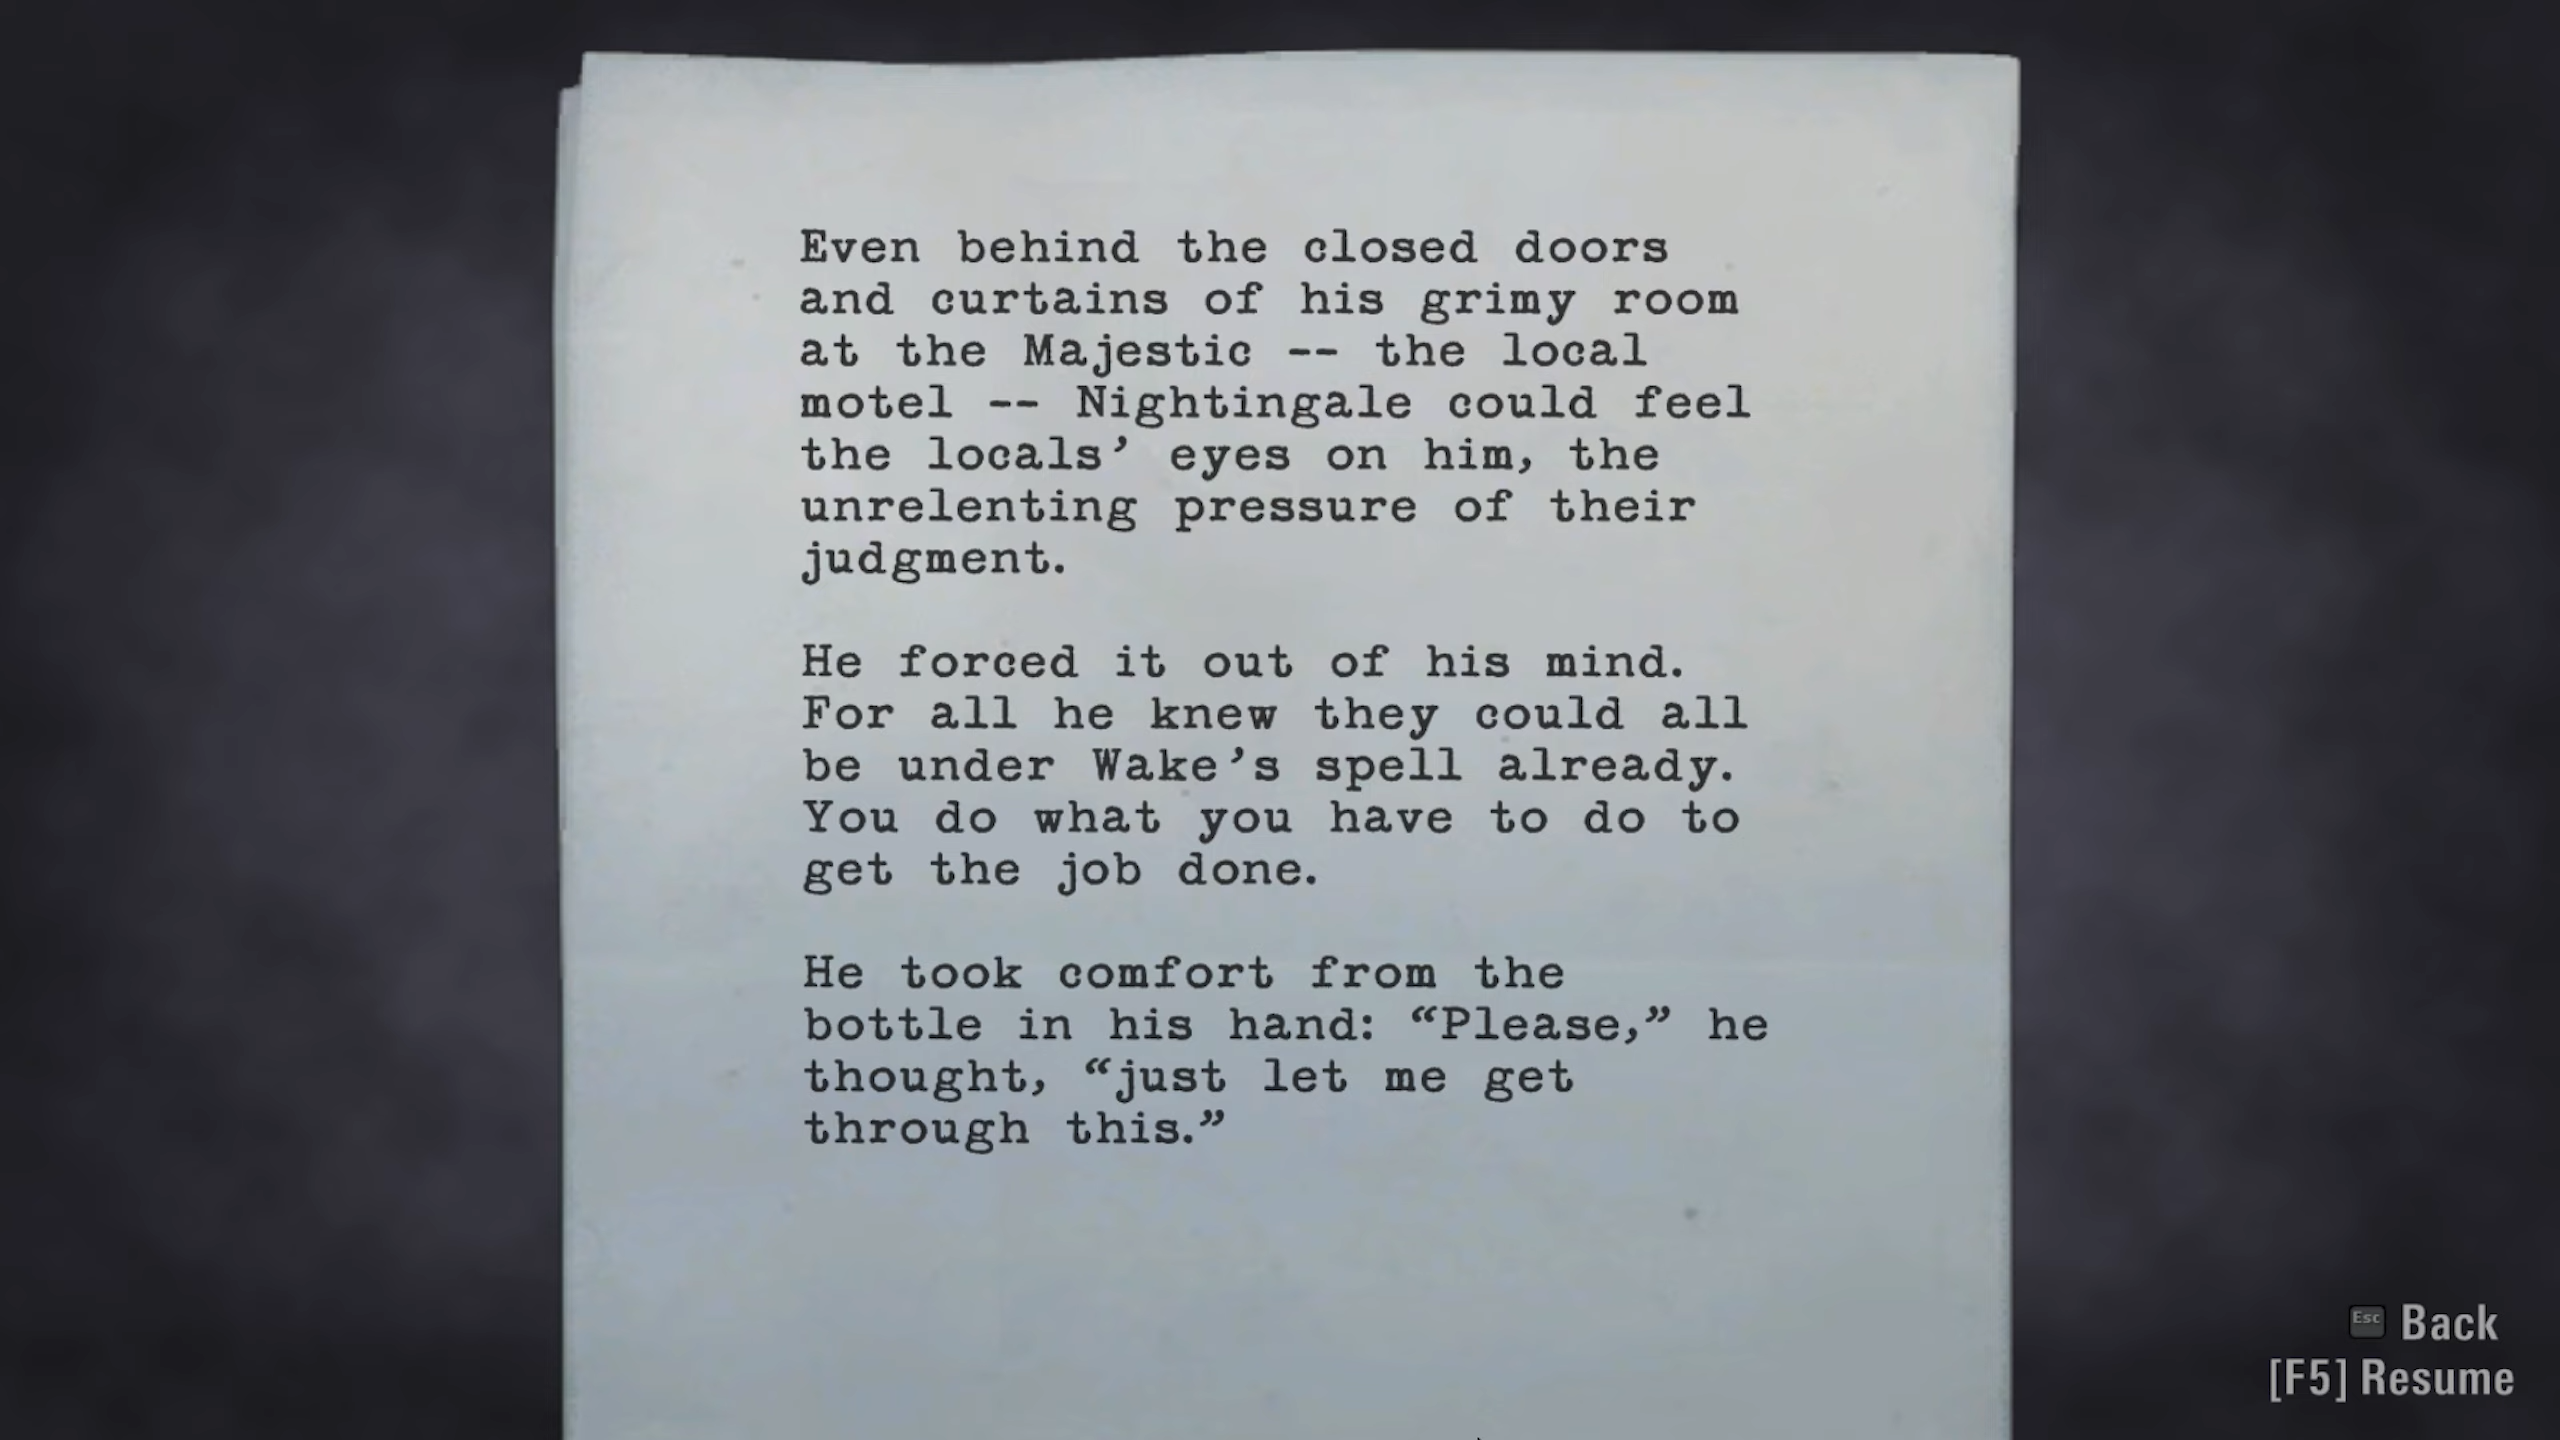 Even behind the closed doors
and curtains of his grimy room
at the Majestic -- the local
motel -- Nightingale could feel
the locals’ eyes on him, the
unrelenting pressure of their
judgment.
He forced it out of his mind.
For all he knew they could all
be under Wake’s spell already.
You do what you have to do to
get the job done.
He took comfort from the
bottle in his hand: “Please,” he
thought, “just let me get
through this.”
Esc Back
[F5] Resume